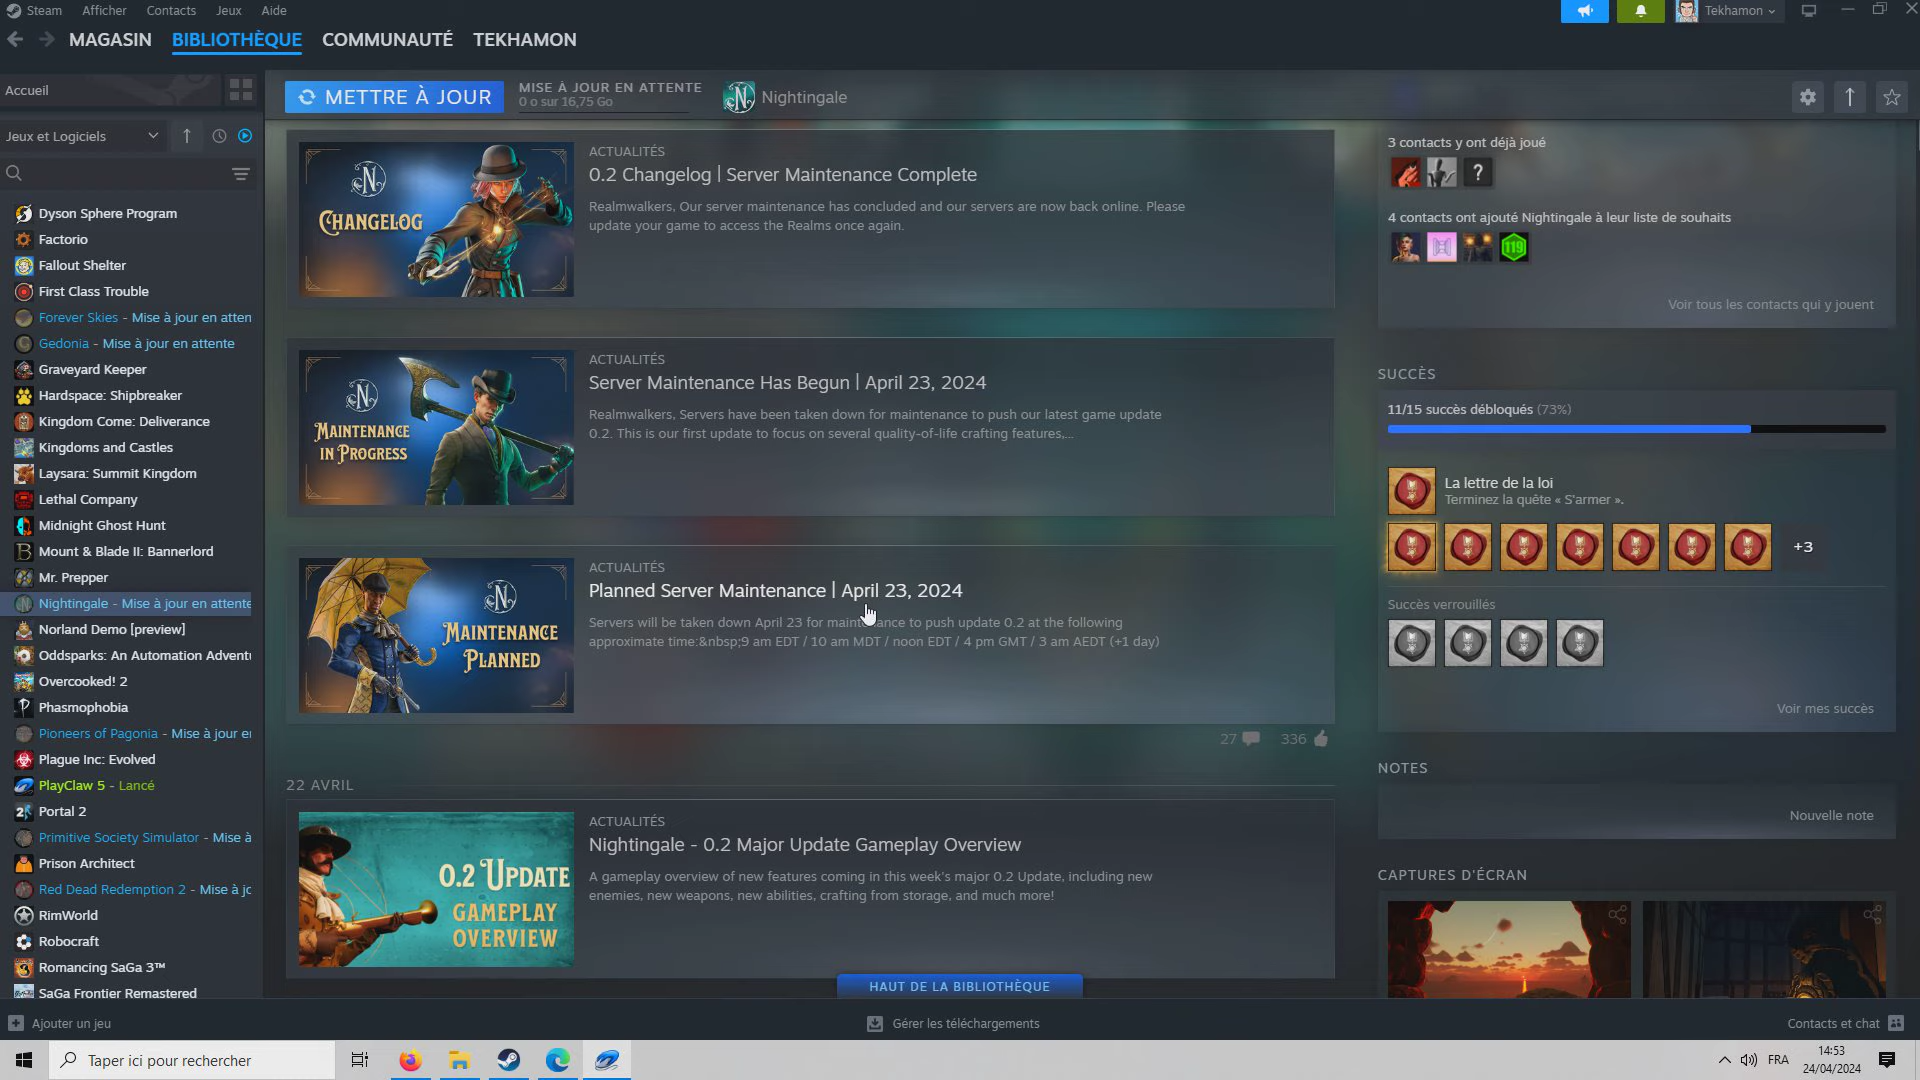 Steam
Afficher
Contacts
Jeux
Aide
Tekhamon
MAGASIN
BIBLIOTHÈQUE
COMMUNAUTÉ
TEKHAMON
Accueil
METTRE À JOUR
MISE À JOUR EN ATTENTE
0 o sur 16,75 Go
Nightingale
Jeux et Logiciels
Dyson Sphere Program
Factorio
Fallout Shelter
First Class Trouble
Forever Skies - Mise à jour en atten
Gedonia - Mise à jour en attente
Graveyard Keeper
Hardspace: Shipbreaker
Kingdom Come: Deliverance
Kingdoms and Castles
Laysara: Summit Kingdom
Lethal Company
Midnight Ghost Hunt
Mount & Blade II: Bannerlord
Mr. Prepper
Nightingale - Mise à jour en attente
Norland Demo [preview]
Oddsparks: An Automation Adventu
Overcooked! 2
Phasmophobia
Pioneers of Pagonia - Mise à jour er
Plague Inc: Evolved
PlayClaw 5 - Lancé
Portal 2
Primitive Society Simulator - Mise à
Prison Architect
Red Dead Redemption 2 - Mise à jo
RimWorld
Robocraft
Romancing SaGa 3™
SaGa Frontier Remastered
N
CHANGELOG
ACTUALITÉS
0.2 Changelog | Server Maintenance Complete
Realmwalkers, Our server maintenance has concluded and our servers are now back online. Please
update your game to access the Realms once again.
N
MAINTENANCE
IN PROGRESS
ACTUALITÉS
Server Maintenance Has Begun | April 23, 2024
Realmwalkers, Servers have been taken down for maintenance to push our latest game update
0.2. This is our first update to focus on several quality-of-life crafting features,...
N
MAINTENANCE
PLANNED
ACTUALITÉS
Planned Server Maintenance | April 23, 2024
Servers will be taken down April 23 for maintenance to push update 0.2 at the following
approximate time:&nbsp;9 am EDT / 10 am MDT / noon EDT / 4 pm GMT / 3 am AEDT (+1 day)
27
336
22 AVRIL
0.2 UPDATE
GAMEPLAY
OVERVIEW
ACTUALITÉS
Nightingale - 0.2 Major Update Gameplay Overview
A gameplay overview of new features coming in this week's major 0.2 Update, including new
enemies, new weapons, new abilities, crafting from storage, and much more!
HAUT DE LA BIBLIOTHÈQUE
3 contacts y ont déjà joué
?
4 contacts ont ajouté Nightingale à leur liste de souhaits
119
Voir tous les contacts qui y jouent
SUCCÈS
11/15 succès débloqués (73%)
La lettre de la loi
Terminez la quête « S'armer ».
+3
Succès verrouillés
Voir mes succès
NOTES
Nouvelle note
CAPTURES D'ÉCRAN
Ajouter un jeu
Gérer les téléchargements
Contacts et chat
Taper ici pour rechercher
FRA
14:53
24/04/2024